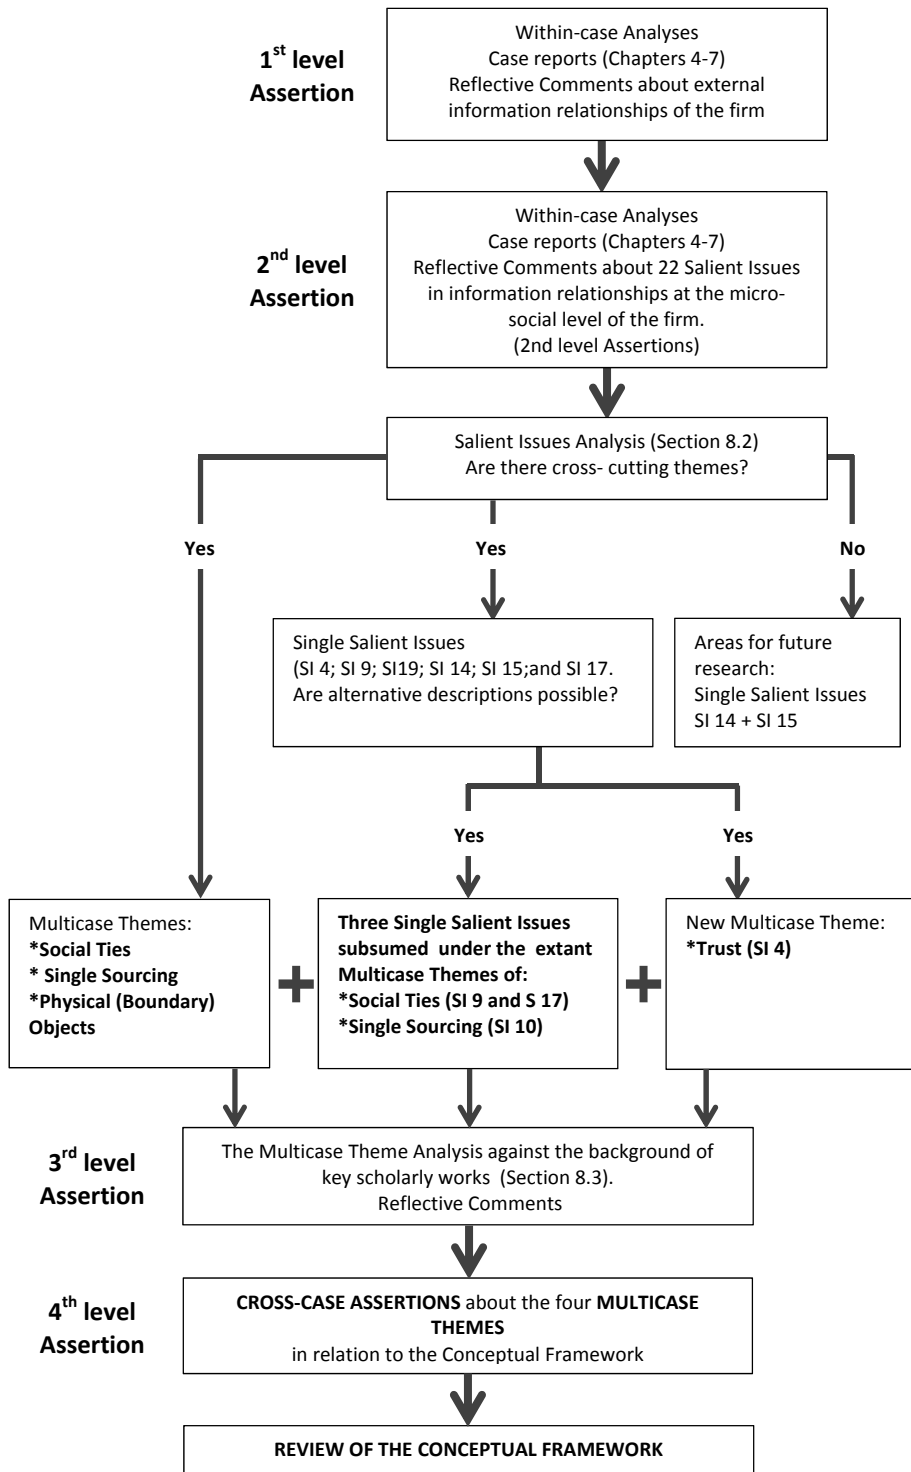 1st level
Assertion
Within-case Analyses
Case reports (Chapters 4-7)
Reflective Comments about external
information relationships of the firm
2nd level
Assertion
Within-case Analyses
Case reports (Chapters 4-7)
Reflective Comments about 22 Salient Issues
in information relationships at the micro-
social level of the firm.
(2nd level Assertions)
Salient Issues Analysis (Section 8.2)
Are there cross- cutting themes?
Yes
Yes
No
Single Salient Issues
(SI 4; SI 9; SI19; SI 14; SI 15;and SI 17.
Are alternative descriptions possible?
Areas for future
research:
Single Salient Issues
SI 14 + SI 15
Yes
Yes
Multicase Themes:
*Social Ties
* Single Sourcing
*Physical (Boundary)
Objects
+
Three Single Salient Issues
subsumed under the extant
Multicase Themes of:
*Social Ties (SI 9 and S 17)
*Single Sourcing (SI 10)
+
New Multicase Theme:
*Trust (SI 4)
3rd level
Assertion
The Multicase Theme Analysis against the background of
key scholarly works (Section 8.3).
Reflective Comments
4th level
Assertion
CROSS-CASE ASSERTIONS about the four MULTICASE
THEMES
in relation to the Conceptual Framework
REVIEW OF THE CONCEPTUAL FRAMEWORK